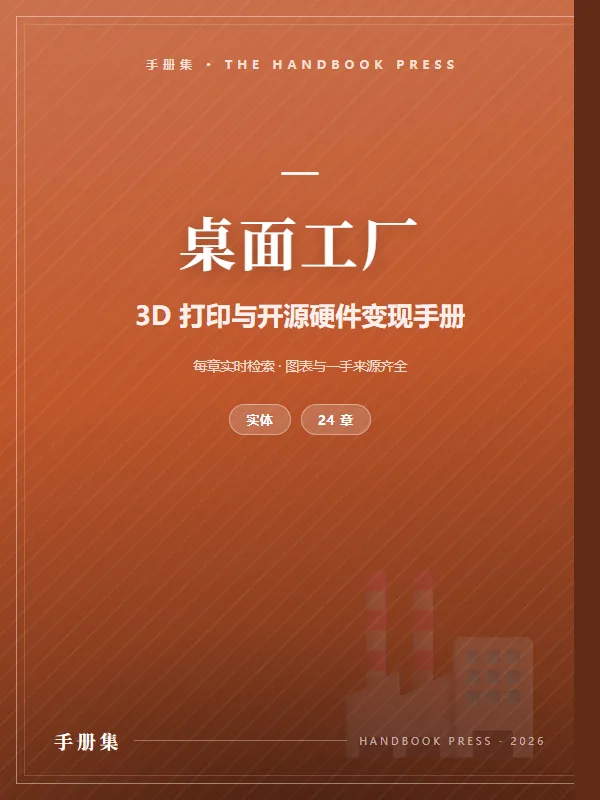 手册集 · THE HANDBOOK PRESS
桌面工厂
3D 打印与开源硬件变现手册
每章实时检索 · 图表与一手来源齐全
实体 24 章
手册集 HANDBOOK PRESS · 2026